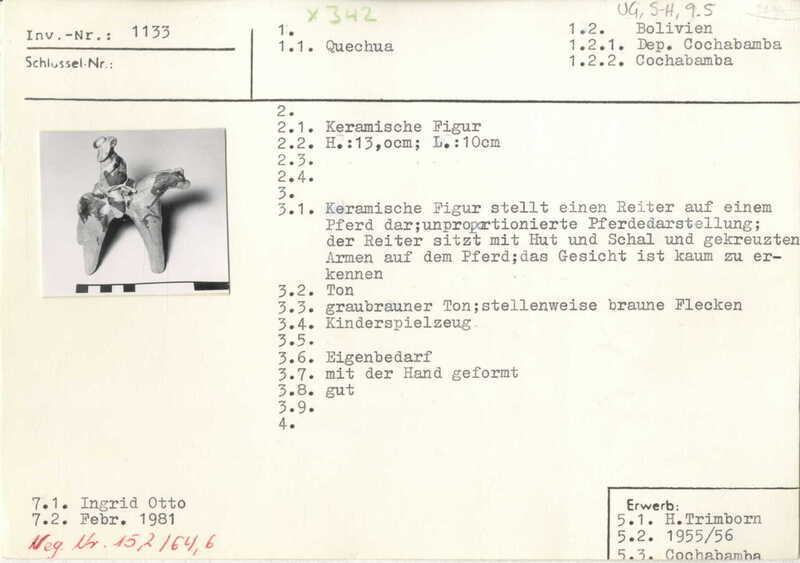 x 342
UG, S-H, 9.5
Inv.-Nr.: 1133
Schlüssel-Nr.:
1.
1.1. Quechua
1.2. Bolivien
1.2.1. Dep. Cochabamba
1.2.2. Cochabamba
2.
2.1. Keramische Figur
2.2. H.:13,ocm; L.:10cm
2.3.
2.4.
3.
3.1. Keramische Figur stellt einen Reiter auf einem
Pferd dar;unproportionierte Pferdedarstellung;
der Reiter sitzt mit Hut und Schal und gekreuzten
Armen auf dem Pferd;das Gesicht ist kaum zu er-
kennen
3.2. Ton
3.3. graubrauner Ton;stellenweise braune Flecken
3.4. Kinderspielzeug
3.5.
3.6. Eigenbedarf
3.7. mit der Hand geformt
3.8. gut
3.9.
4.
7.1. Ingrid Otto
7.2. Febr. 1981
Neg. Nr. 152/64,6
Erwerb:
5.1. H.Trimborn
5.2. 1955/56
5.3. Cochabamba